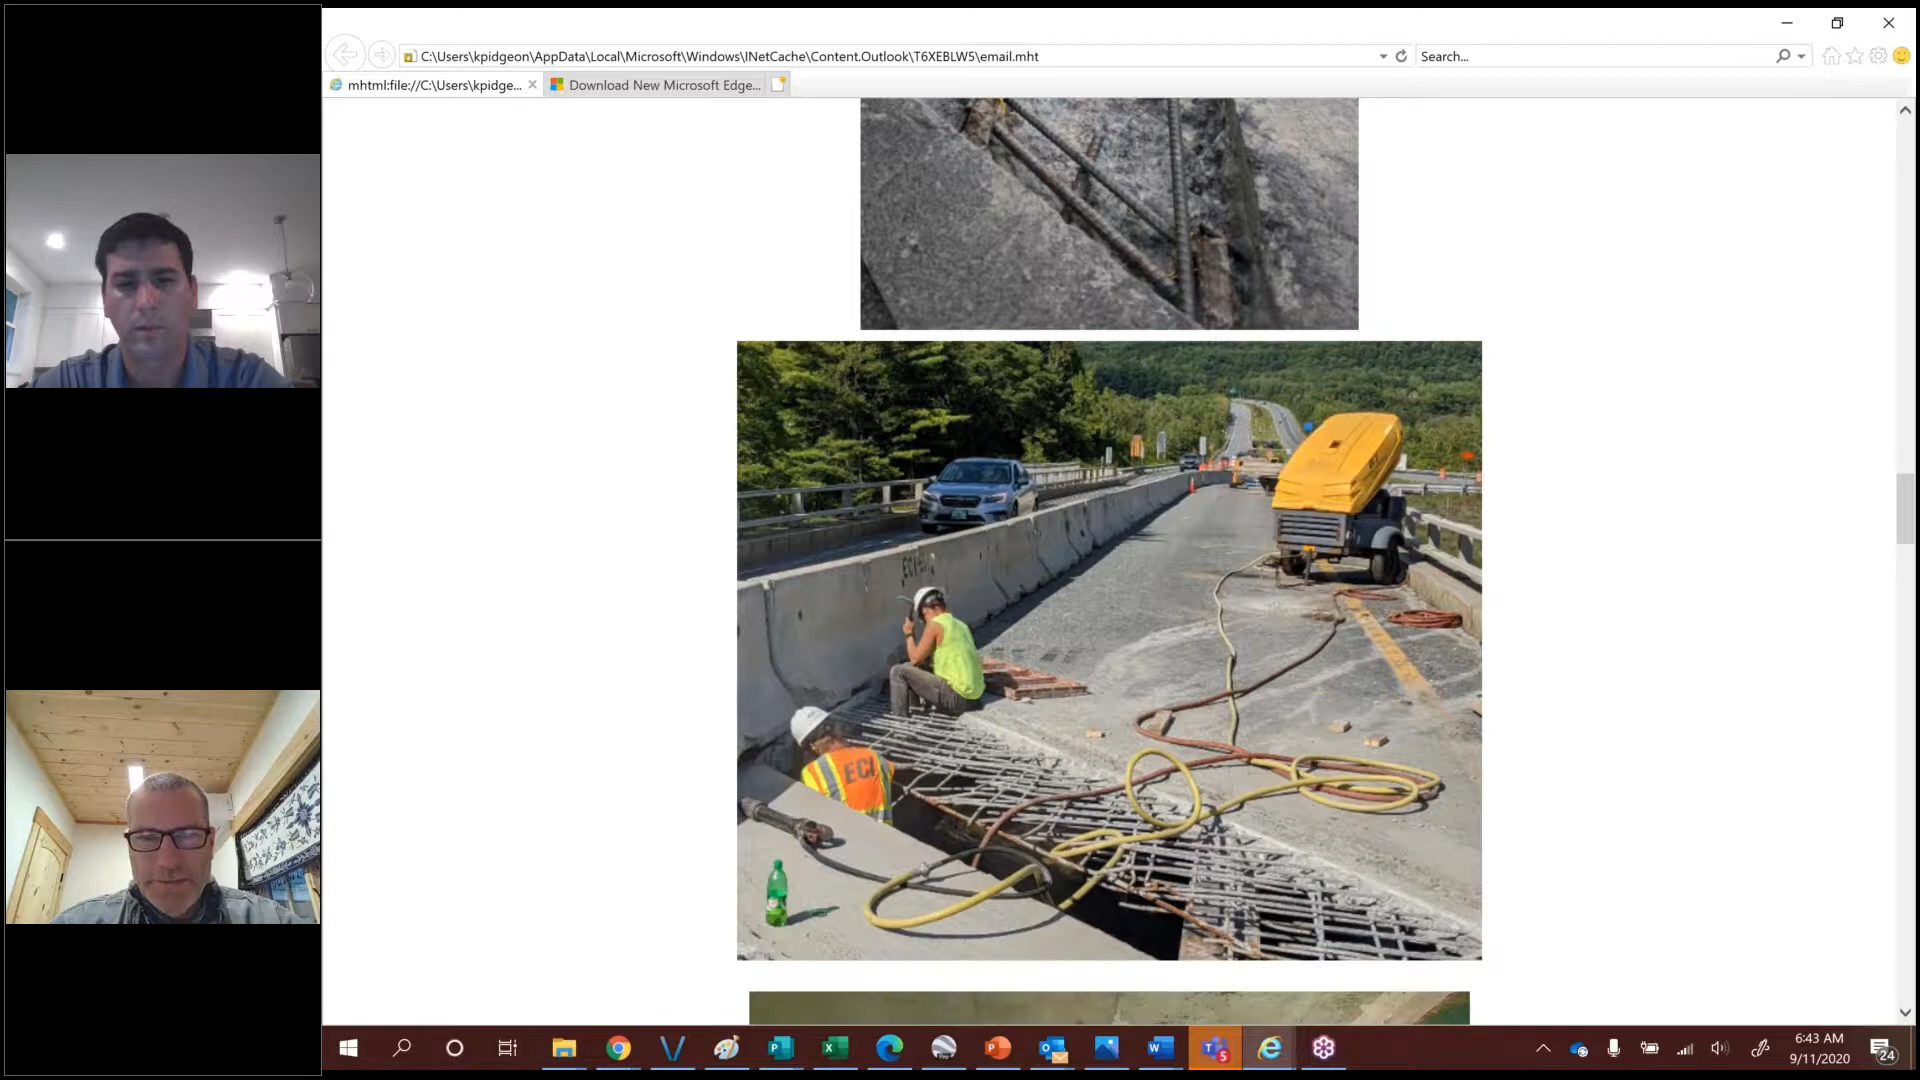 C:\Users\kpidgeon\AppData\Local\Microsoft\Windows\INetCache\Content.Outlook\T6XEBLW5\email.mht
Search...
mhtml:file://C:\Users\kpidge...
Download New Microsoft Edge...
ECI
6:43 AM
9/11/2020
24
5